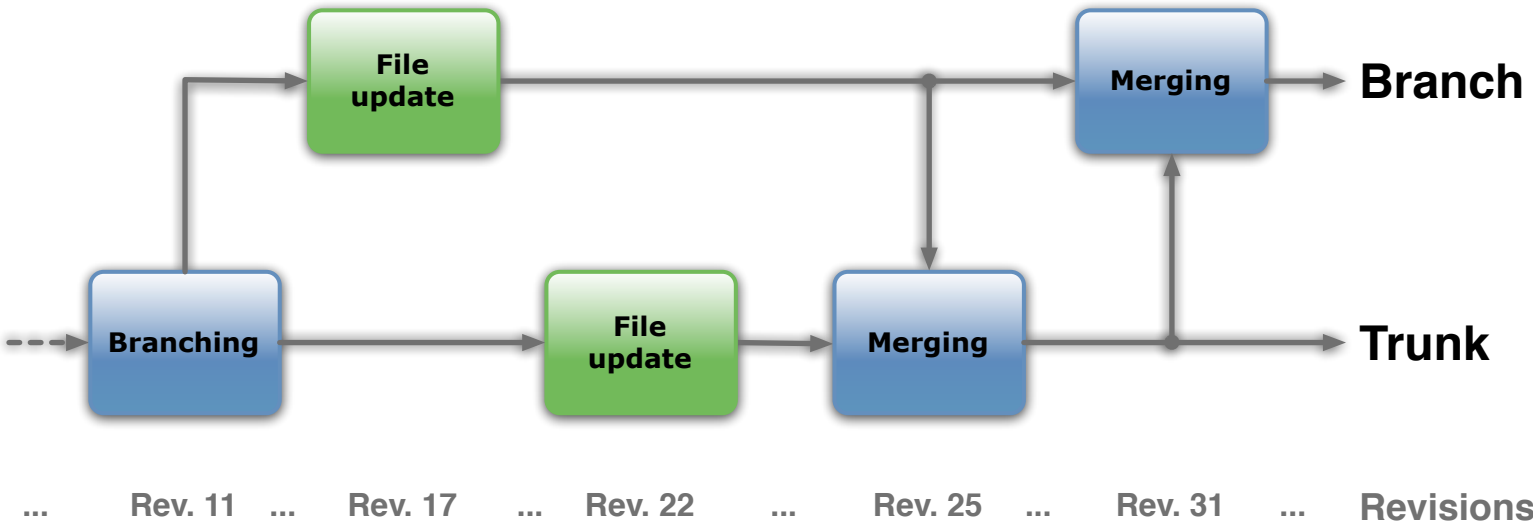 File
update
Merging
Branch
Branching
File
update
Merging
Trunk
... Rev. 11 ... Rev. 17 ... Rev. 22 ... Rev. 25 ... Rev. 31 ... Revisions